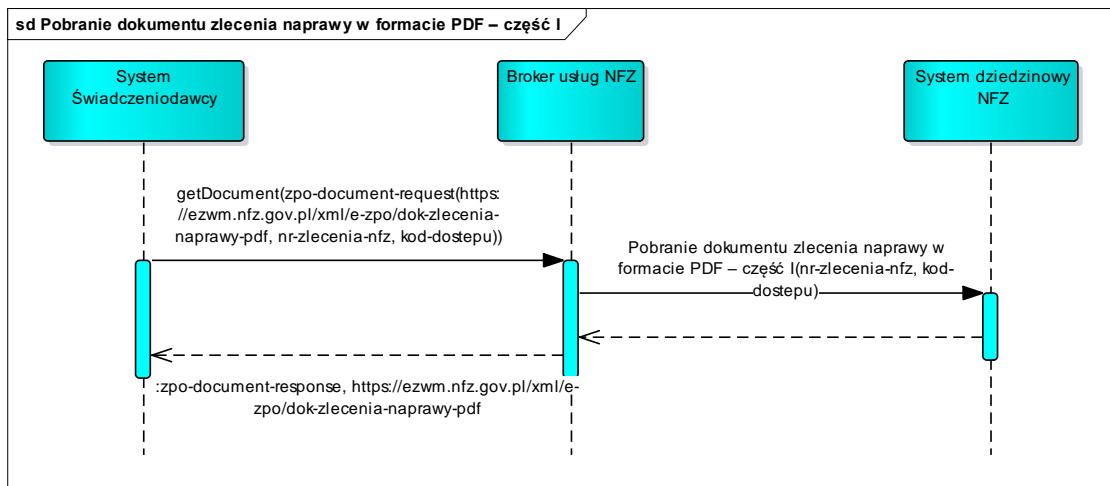 sd Pobranie dokumentu zlecenia naprawy w formacie PDF – część I
System
Świadczeniodawcy
Broker usług NFZ
System dziedzinowy
NFZ
getDocument(zpo-document-request(https:
//ezwm.nfz.gov.pl/xml/e-zpo/dok-zlecenia-
naprawy-pdf, nr-zlecenia-nfz, kod-dostepu))
Pobranie dokumentu zlecenia naprawy w
formacie PDF – część I(nr-zlecenia-nfz, kod-
dostepu)
:zpo-document-response, https://ezwm.nfz.gov.pl/xml/e-
zpo/dok-zlecenia-naprawy-pdf